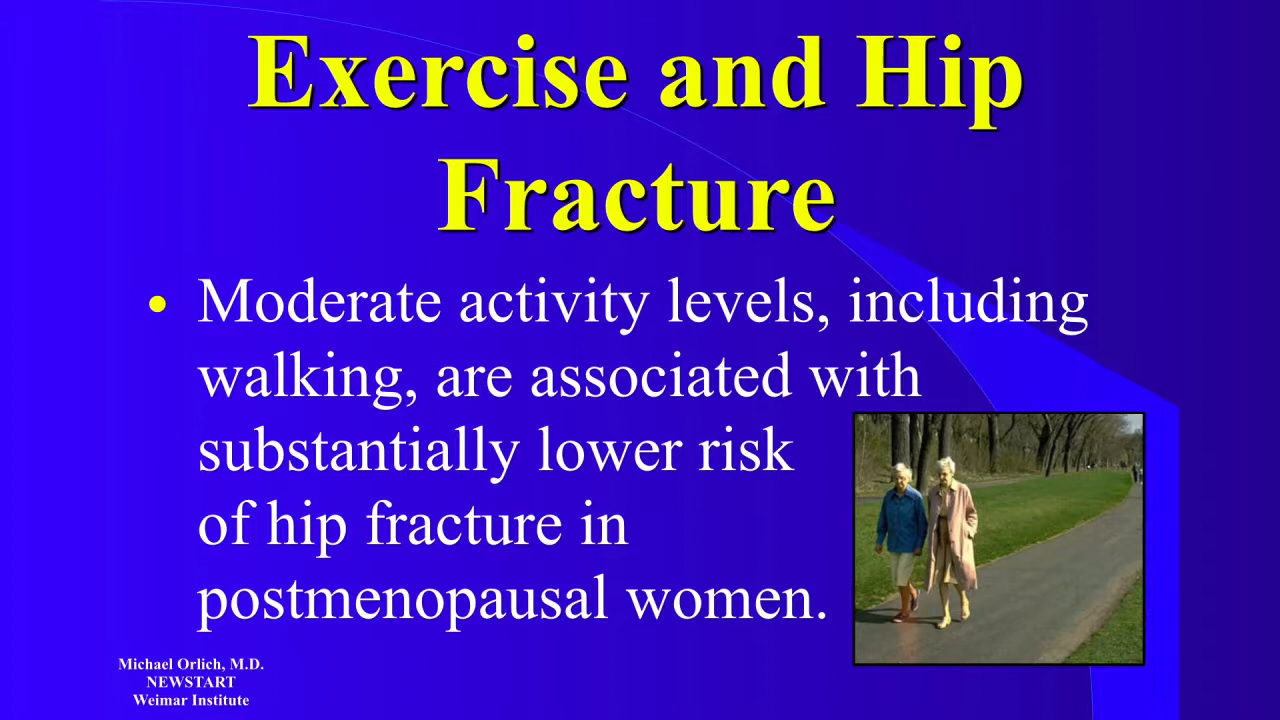 Exercise and Hip
Fracture
• Moderate activity levels, including
walking, are associated with
substantially lower risk
of hip fracture in
postmenopausal women.
Michael Orlich, M.D.
NEWSTART
Weimar Institute